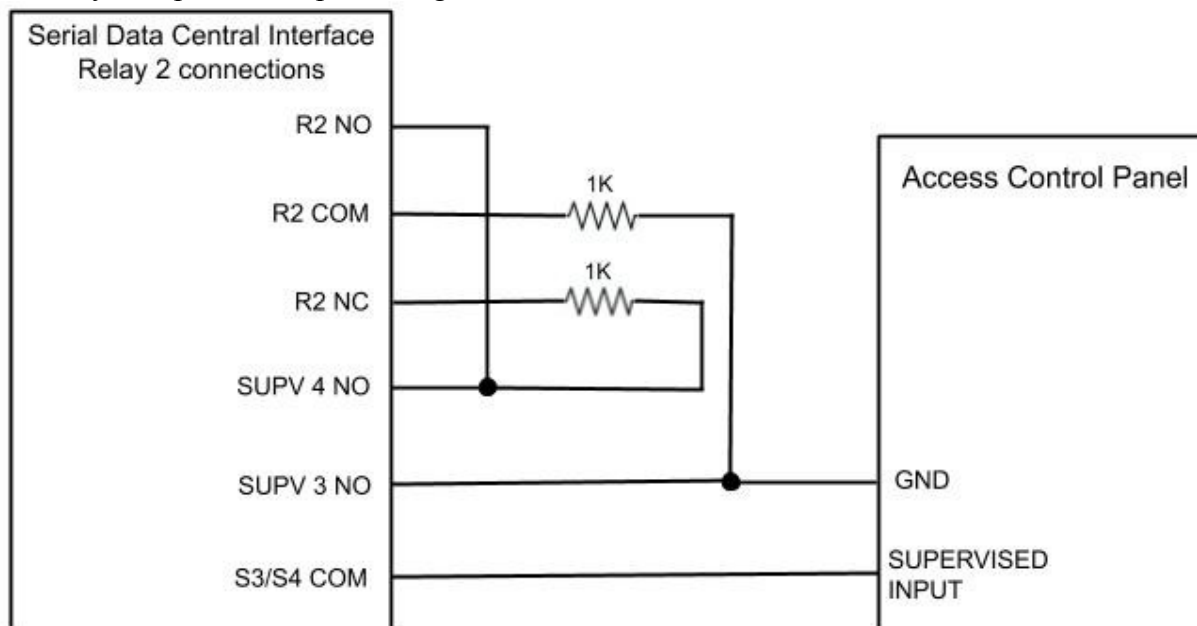 Serial Data Central Interface
Relay 2 connections
R2 NO
1K
R2 COM
1K
R2 NC
SUPV 4 NO
SUPV 3 NO
S3/S4 COM
Access Control Panel
GND
SUPERVISED
INPUT